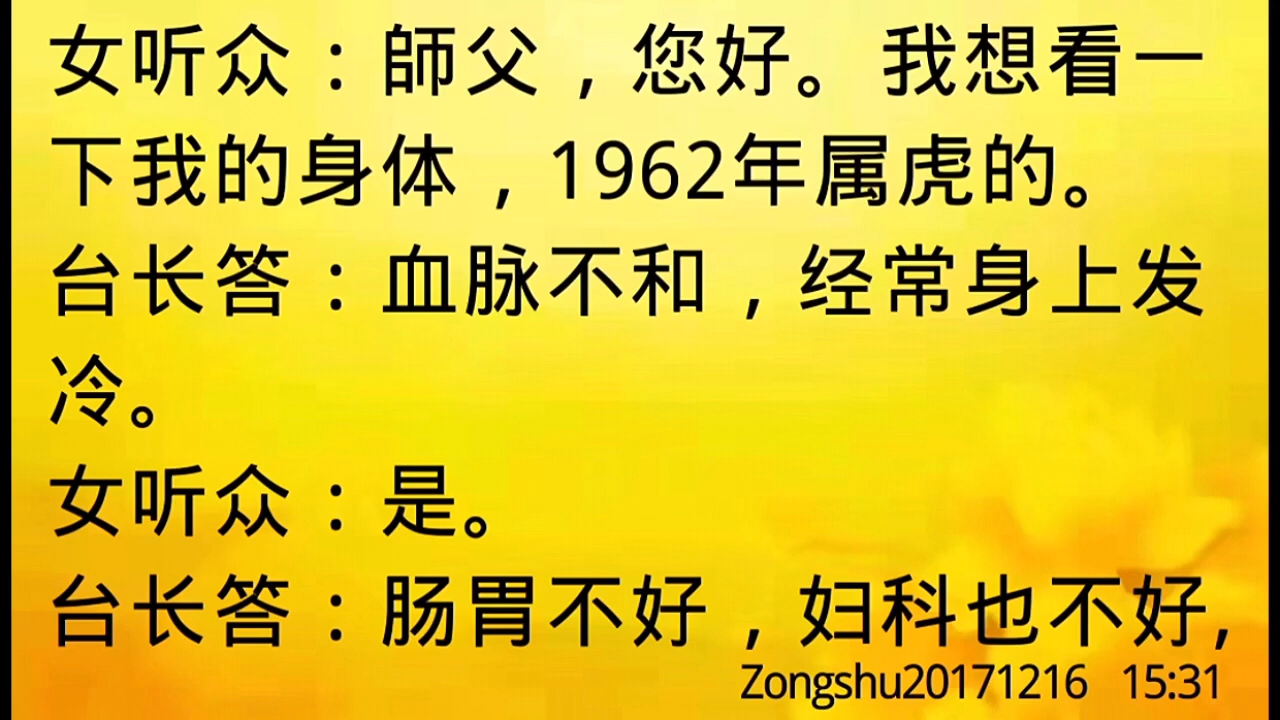 女听众：師父，您好。我想看一
下我的身体，1962年属虎的。
台长答：血脉不和，经常身上发
冷。
女听众：是。
台长答：肠胃不好，妇科也不好,
Zongshu20171216 15:31